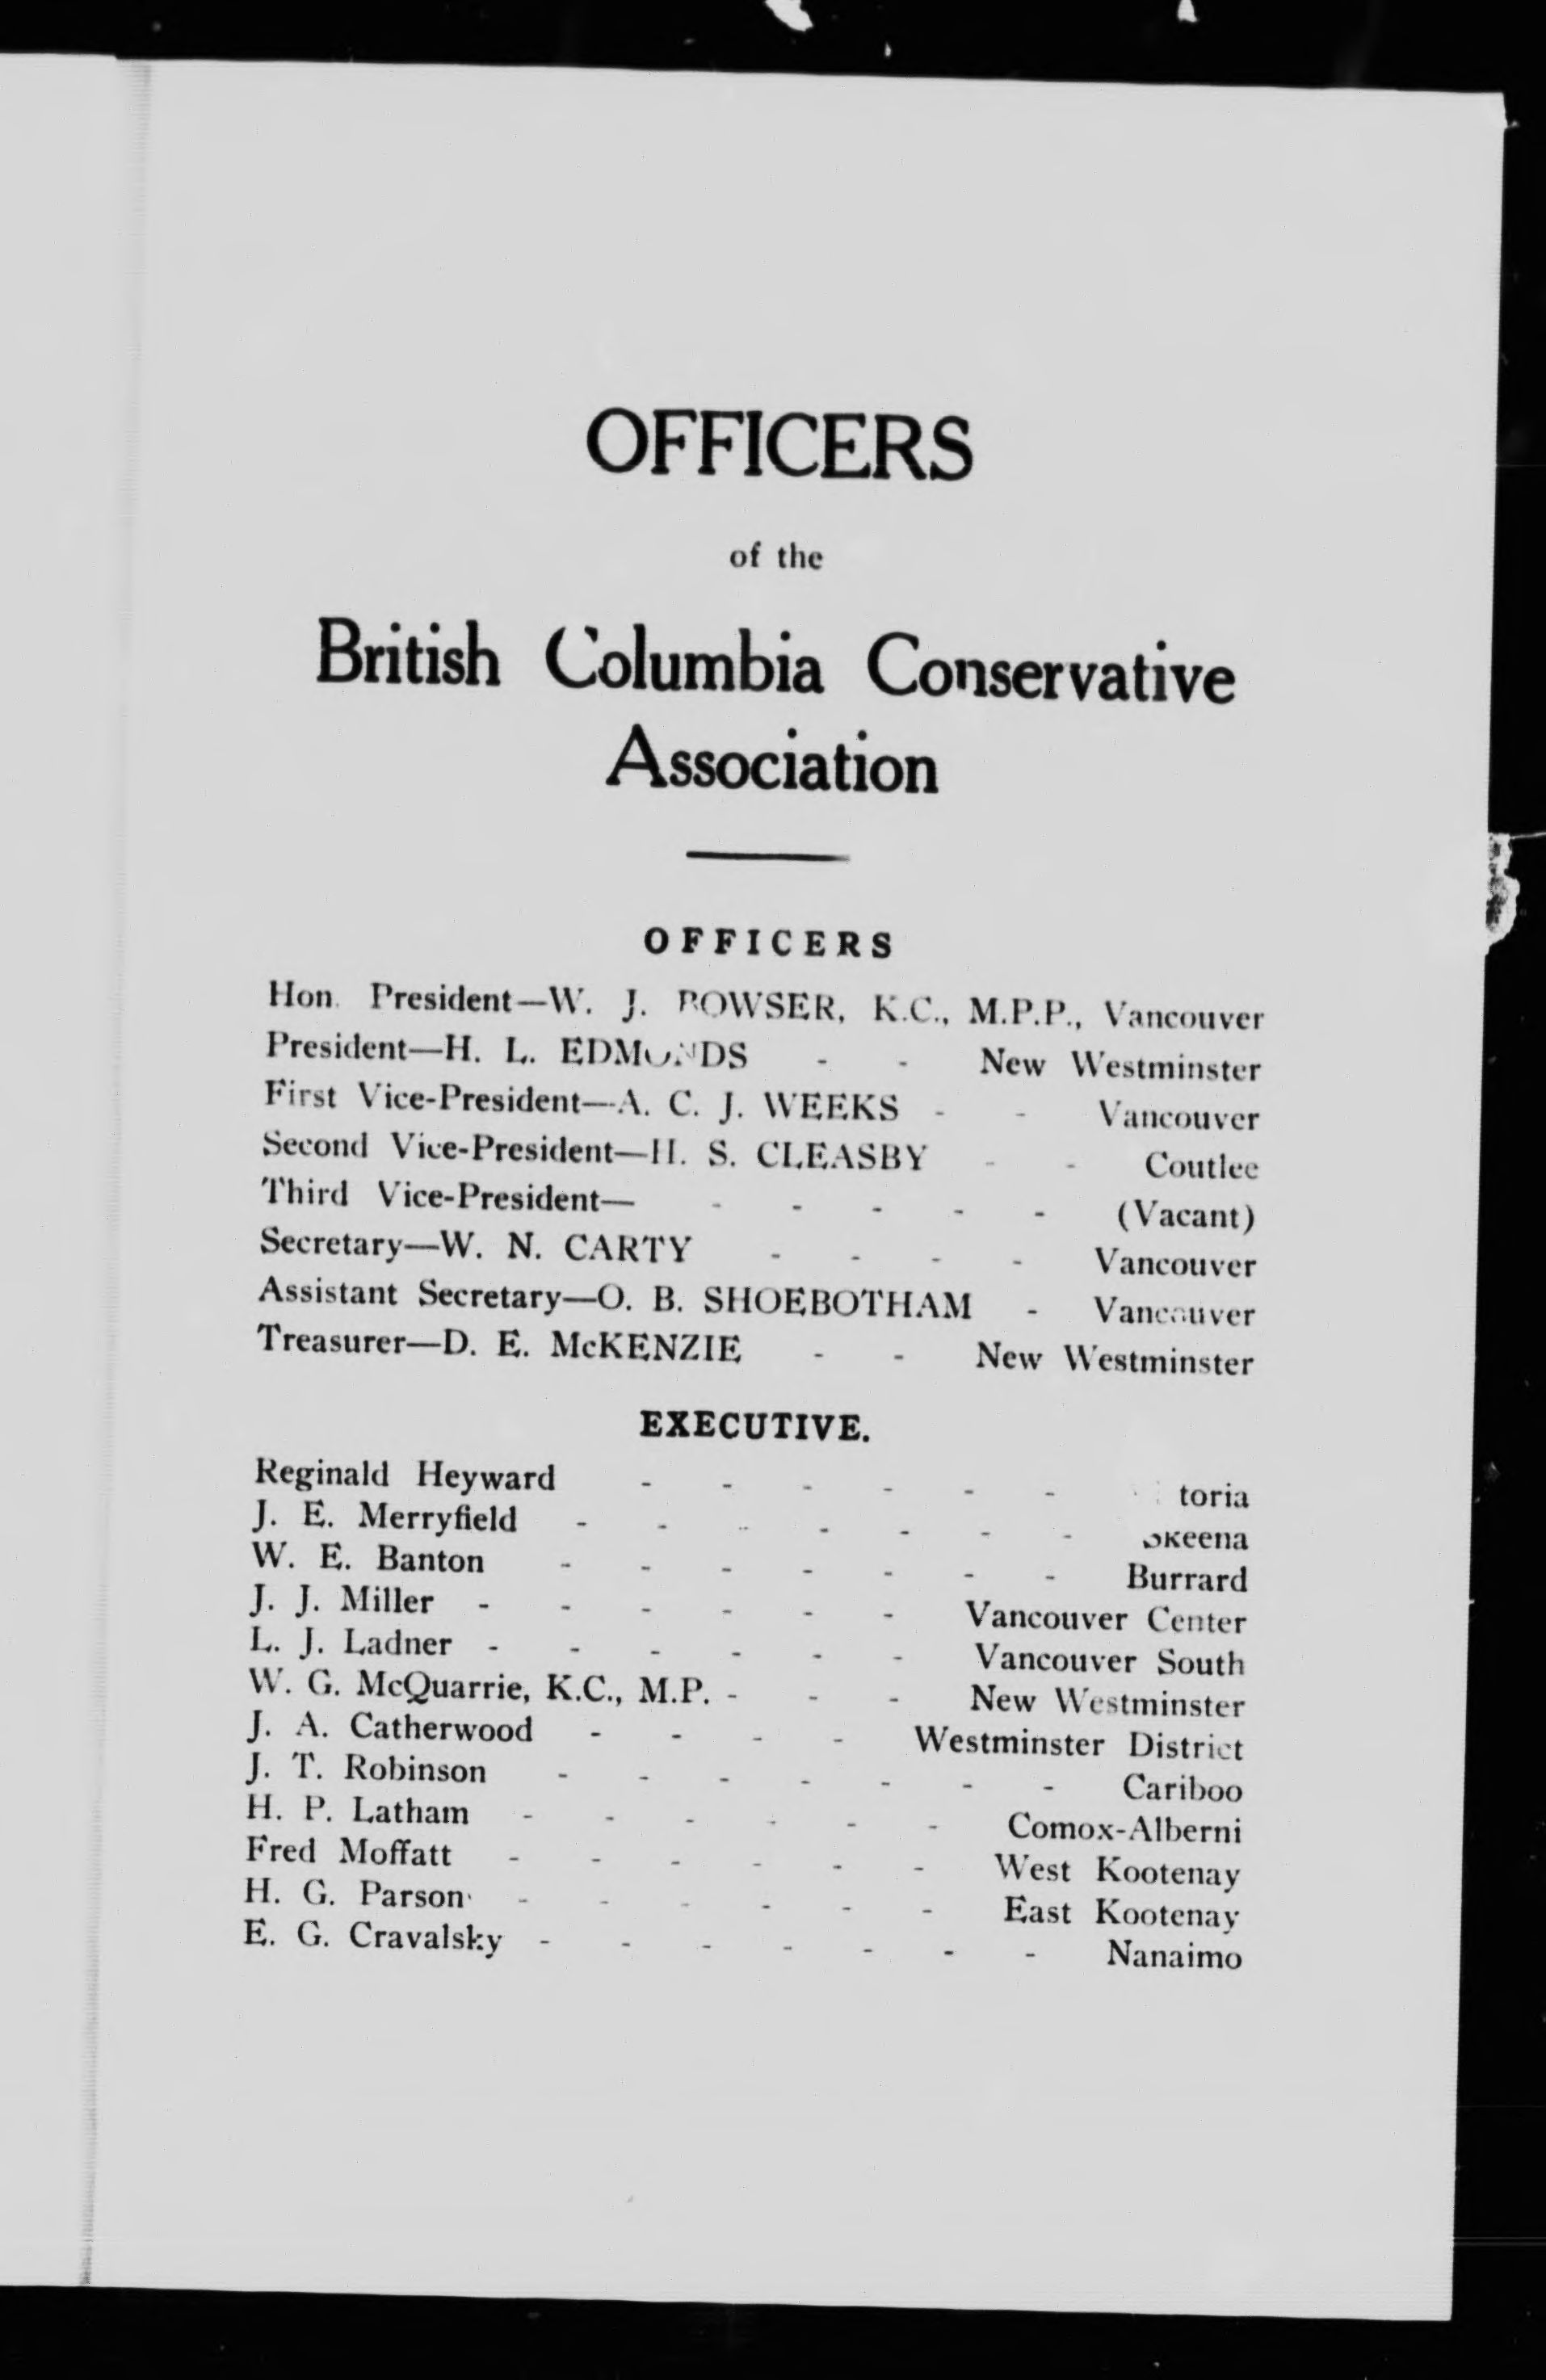 OFFICERS
of the
British Columbia Conservative
Association
OFFICERS
Hon. President—W. J. BOWSER, K.C., M.P.P., Vancouver
President—H. L. EDMONDS - - New Westminster
First Vice-President—A. C. J. WEEKS - - Vancouver
Second Vice-President—H. S. CLEASBY - - Coutlee
Third Vice-President— - - - - - (Vacant)
Secretary—W. N. CARTY - - - - Vancouver
Assistant Secretary—O. B. SHOEBOTHAM - Vancouver
Treasurer—D. E. McKENZIE - - New Westminster
EXECUTIVE.
Reginald Heyward - - - - - - toria
J. E. Merryfield - - - - - - - Skeena
W. E. Banton - - - - - - - Burrard
J. J. Miller - - - - - - Vancouver Center
L. J. Ladner - - - - - - Vancouver South
W. G. McQuarrie, K.C., M.P. - - - New Westminster
J. A. Catherwood - - - - Westminster District
J. T. Robinson - - - - - - - Cariboo
H. P. Latham - - - - - - Comox-Alberni
Fred Moffatt - - - - - - West Kootenay
H. G. Parson - - - - - - East Kootenay
E. G. Cravalsky - - - - - - - Nanaimo